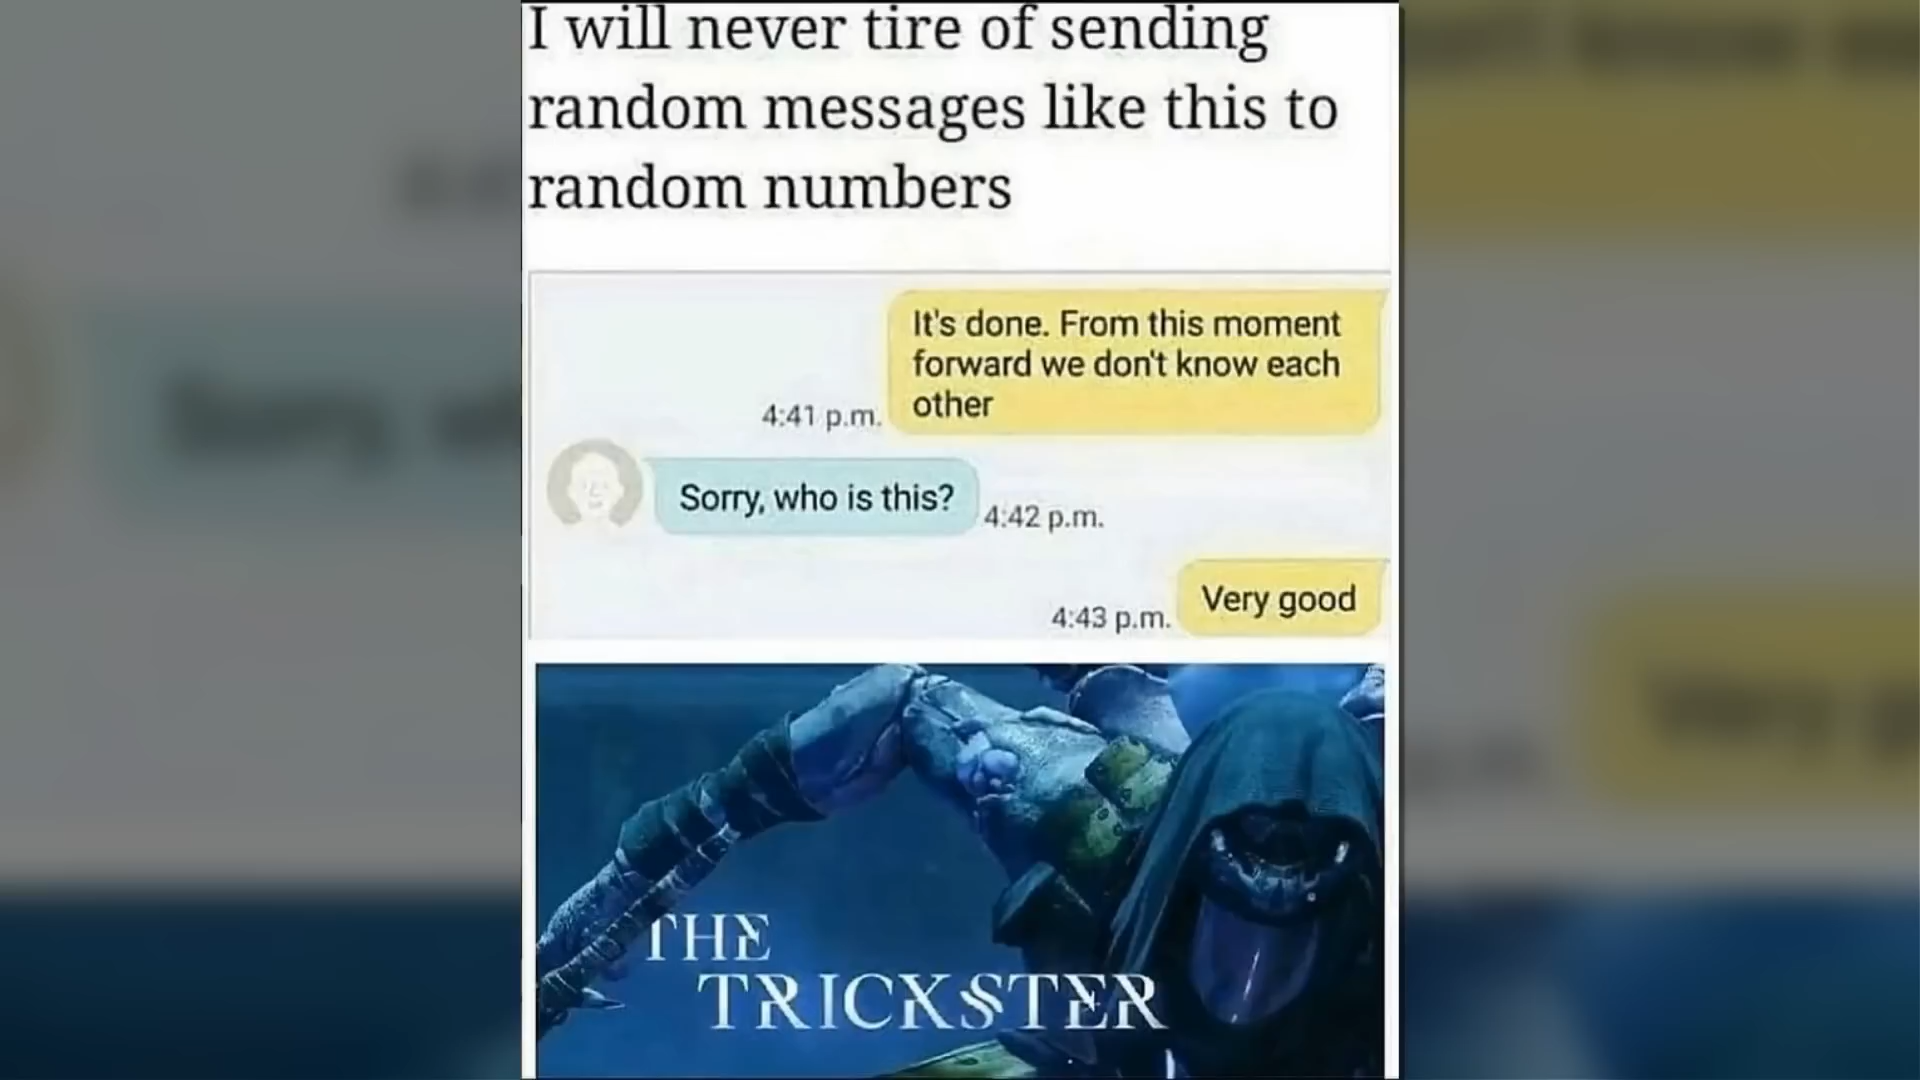 I will never tire of sending
random messages like this to
random numbers
It's done. From this moment
forward we don't know each
other
4:41 p.m.
Sorry, who is this?
4:42 p.m.
Very good
4:43 p.m.
THE
TRICKSTER